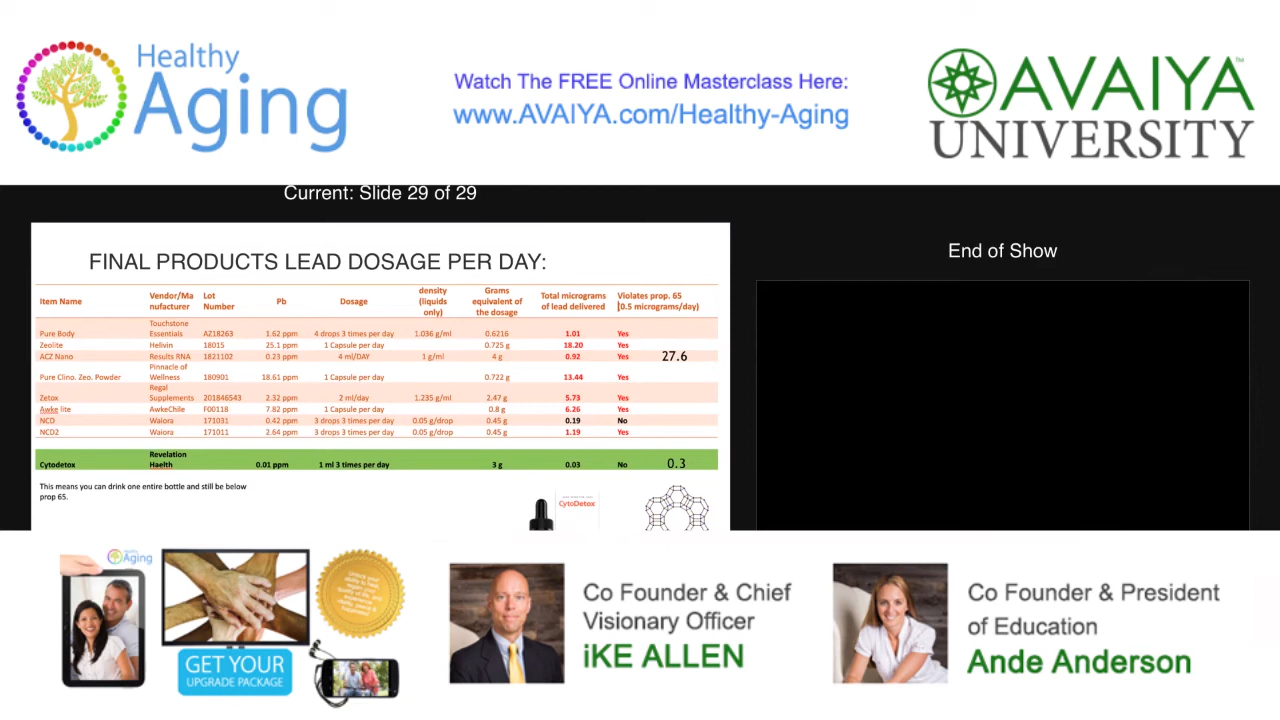 Healthy
Aging
Watch The FREE Online Masterclass Here:
www.AVAIYA.com/Healthy-Aging
AVAIYA™
UNIVERSITY
Current: Slide 29 of 29
End of Show
FINAL PRODUCTS LEAD DOSAGE PER DAY:
Item Name Vendor/Ma nufacturer Lot Number Pb Dosage density (liquids only) Grams equivalent of the dosage Total micrograms of lead delivered Violates prop. 65 (0.5 micrograms/day)
Pure Body Touchstone Essentials AZ18263 1.62 ppm 4 drops 3 times per day 1.036 g/ml 0.6216 1.01 Yes
Zeolite Helivin 18015 25.1 ppm 1 Capsule per day 0.725 g 18.20 Yes
ACZ Nano Results RNA 1821102 0.23 ppm 4 ml/DAY 1 g/ml 4 g 0.92 Yes 27.6
Pure Clino. Zeo. Powder Pinnacle of Wellness 180901 18.61 ppm 1 Capsule per day 0.722 g 13.44 Yes
Zetox Regal Supplements 201846543 2.32 ppm 2 ml/day 1.235 g/ml 2.47 g 5.73 Yes
Awke lite AwkeChile F00118 7.82 ppm 1 Capsule per day 0.8 g 6.26 Yes
NCD Waiora 171031 0.42 ppm 3 drops 3 times per day 0.05 g/drop 0.45 g 0.19 No
NCD2 Waiora 171011 2.64 ppm 3 drops 3 times per day 0.05 g/drop 0.45 g 1.19 Yes
Cytodetox Revelation Haelth 0.01 ppm 1 ml 3 times per day 3 g 0.03 No 0.3
This means you can drink one entire bottle and still be below
prop 65.
CytoDetox
Healthy
Aging
GET YOUR
UPGRADE PACKAGE
Co Founder & Chief
Visionary Officer
iKE ALLEN
Co Founder & President
of Education
Ande Anderson